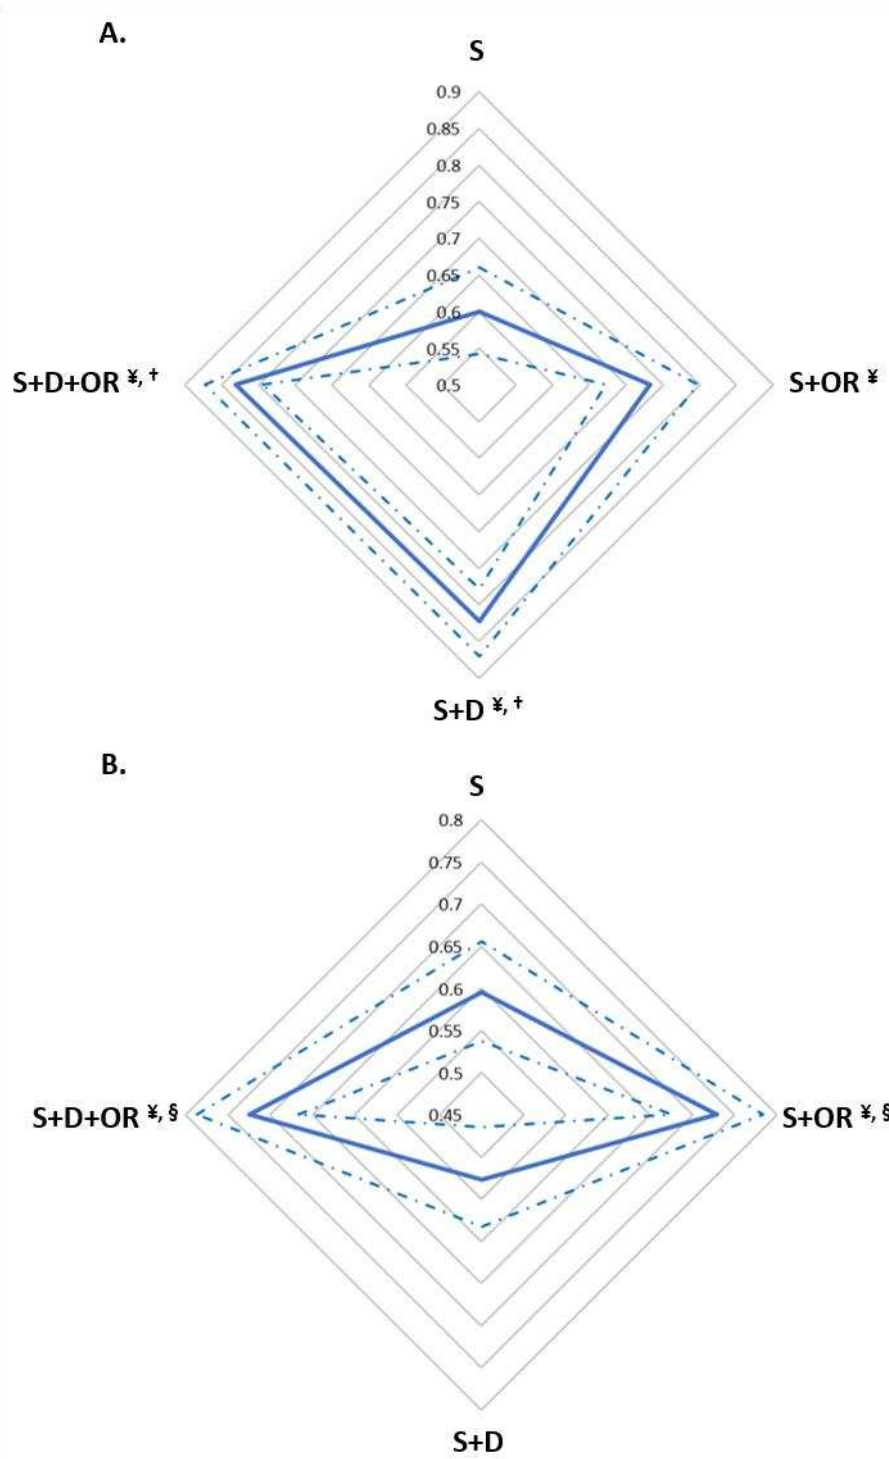 A.
S
0.9
0.85
0.8
0.75
0.7
0.65
0.6
0.55
0.5
S+D+OR ¥, †
S+OR ¥
S+D ¥, †
B.
S
0.8
0.75
0.7
0.65
0.6
0.55
0.5
0.45
S+D+OR ¥, §
S+OR ¥, §
S+D